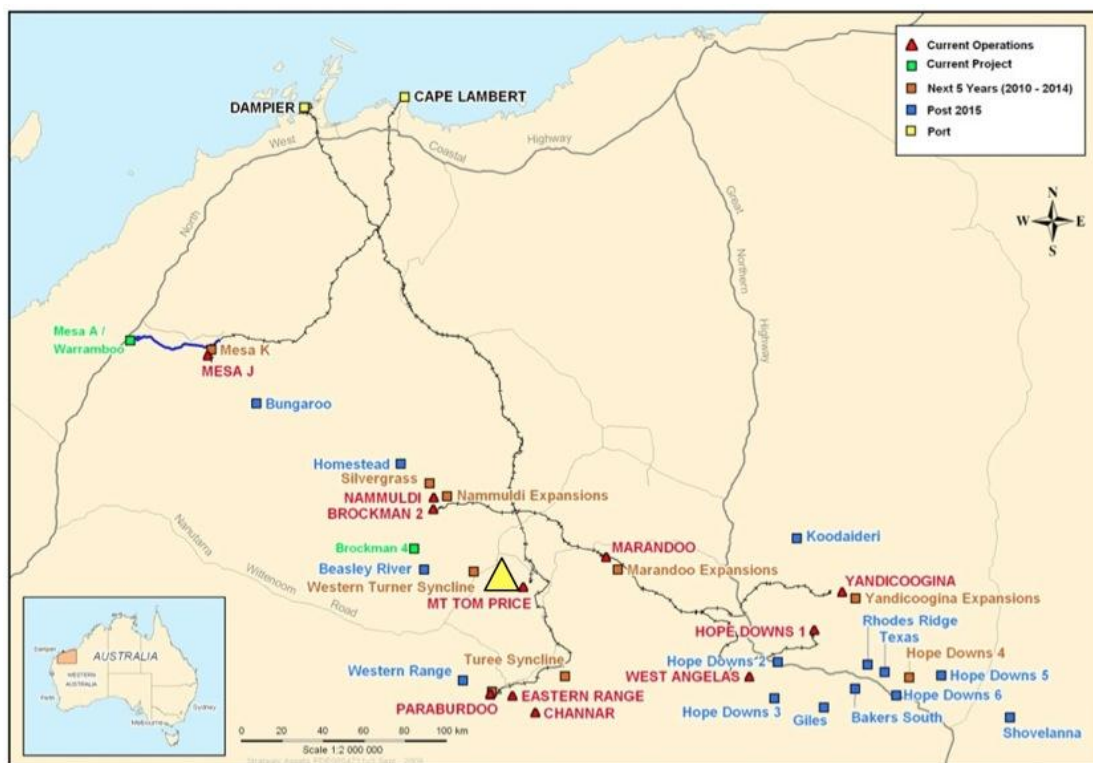 Current Operations
Current Project
Next 5 Years (2010 - 2014)
Post 2015
Port
DAMPIER
CAPE LAMBERT
West
Coastal
Highway
North
Great
Northern
Highway
N
W
E
S
Mesa A /
Warramboo
Mesa K
MESA J
Bungaroo
Homestead
Silvergrass
NAMMULDI
Nammuldi Expansions
BROCKMAN 2
Brockman 4
Beasley River
Western Turner Syncline
MT TOM PRICE
Nanutarra
Wittenoom
Road
MARANDOO
Marandoo Expansions
Koodaideri
YANDICOOGINA
Yandicoogina Expansions
HOPE DOWNS 1
Rhodes Ridge
Texas
Hope Downs 4
Hope Downs 2
WEST ANGELAS
Hope Downs 5
Hope Downs 6
Hope Downs 3
Giles
Bakers South
Shovelanna
Turee Syncline
Western Range
PARABURDOO
EASTERN RANGE
CHANNAR
Dampier
AUSTRALIA
WESTERN
AUSTRALIA
Perth
Sydney
Melbourne
0 20 40 60 80 100 km
Scale 1:2 000 000